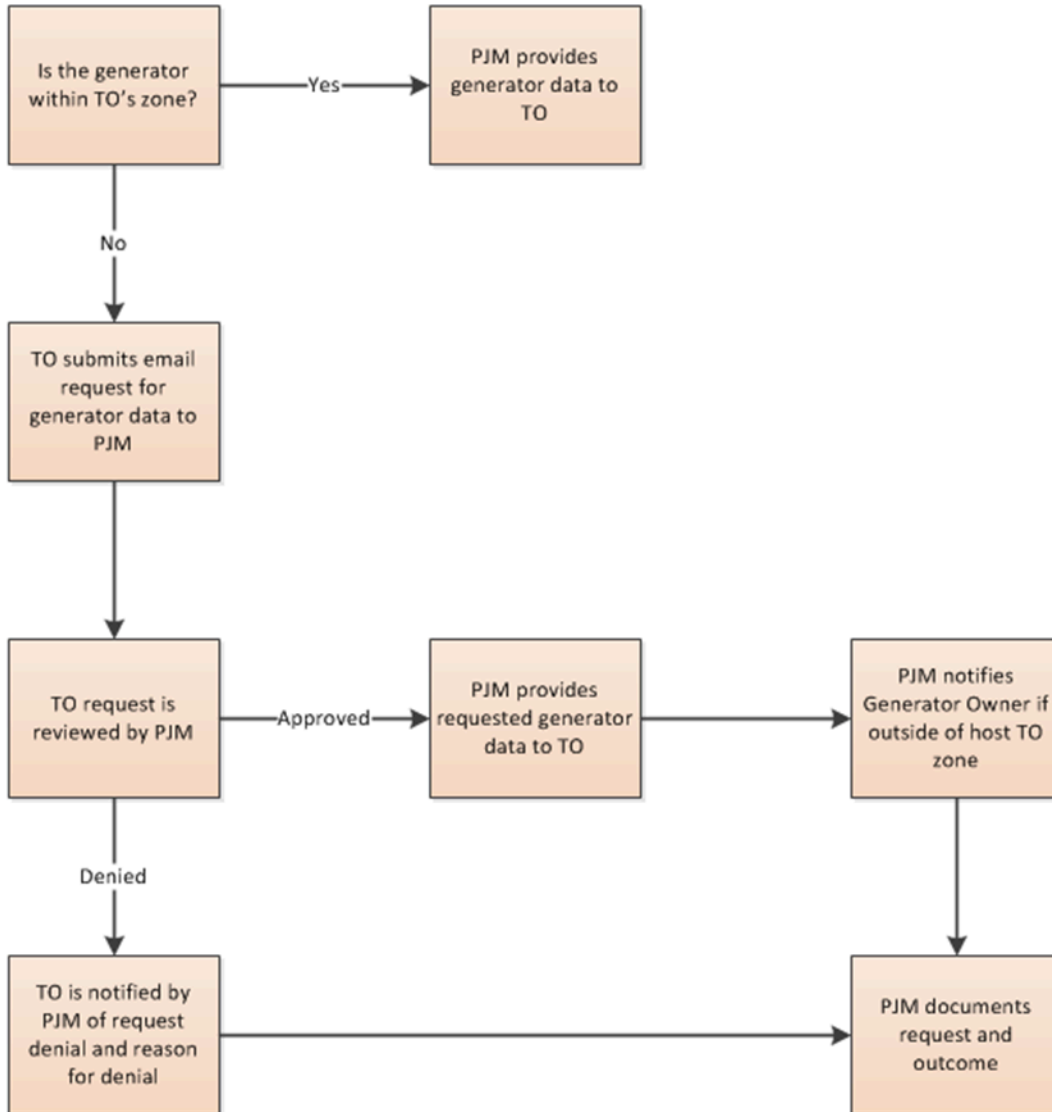 Is the generator
within TO's zone?
Yes
PJM provides
generator data to
TO
No
TO submits email
request for
generator data to
PJM
TO request is
reviewed by PJM
Approved
PJM provides
requested generator
data to TO
PJM notifies
Generator Owner if
outside of host TO
zone
Denied
TO is notified by
PJM of request
denial and reason
for denial
PJM documents
request and
outcome